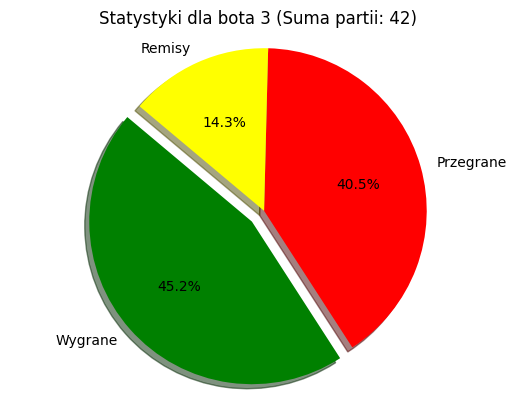 Statystyki dla bota 3 (Suma partii: 42)
Remisy
14.3%
Przegrane
40.5%
45.2%
Wygrane